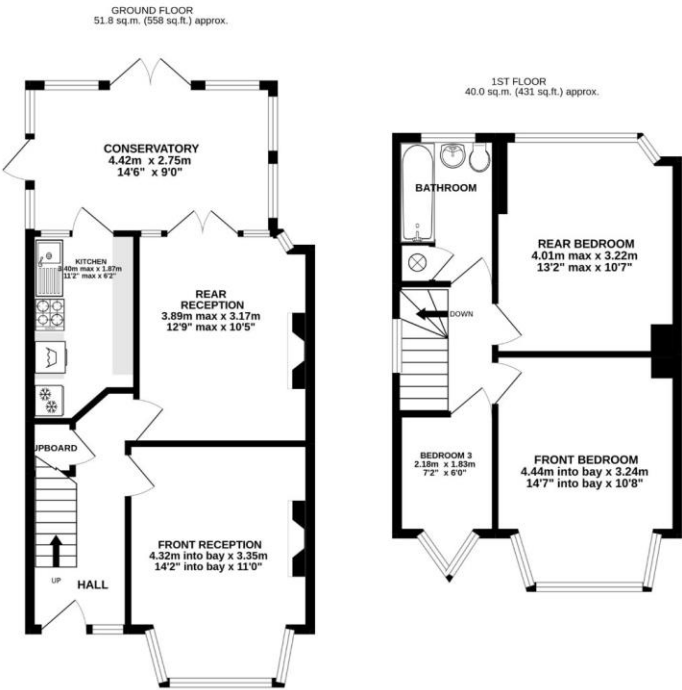 GROUND FLOOR
51.8 sq.m. (558 sq.ft.) approx.
CONSERVATORY
4.42m x 2.75m
14'6" x 9'0"
KITCHEN
3.40m max x 1.87m
11'2" max x 6'2"
REAR
RECEPTION
3.89m max x 3.17m
12'9" max x 10'5"
UPBOARD
FRONT RECEPTION
4.32m into bay x 3.35m
14'2" into bay x 11'0"
UP
HALL
1ST FLOOR
40.0 sq.m. (431 sq.ft.) approx.
BATHROOM
REAR BEDROOM
4.01m max x 3.22m
13'2" max x 10'7"
DOWN
BEDROOM 3
2.18m x 1.83m
7'2" x 6'0"
FRONT BEDROOM
4.44m into bay x 3.24m
14'7" into bay x 10'8"